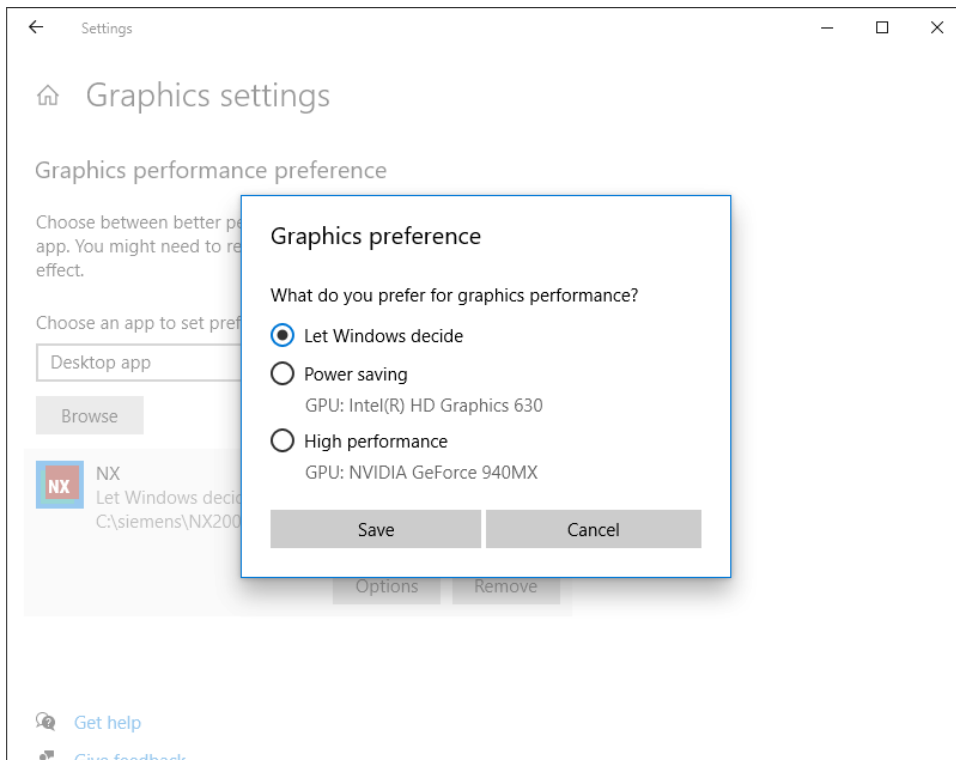 Settings
Graphics settings
Graphics performance preference
Choose between better pe
app. You might need to re
effect.
Choose an app to set pref
Desktop app
Browse
NX
NX
Let Windows decid
C:\siemens\NX200
Options
Remove
Graphics preference
What do you prefer for graphics performance?
Let Windows decide
Power saving
GPU: Intel(R) HD Graphics 630
High performance
GPU: NVIDIA GeForce 940MX
Save
Cancel
Get help
Give feedback